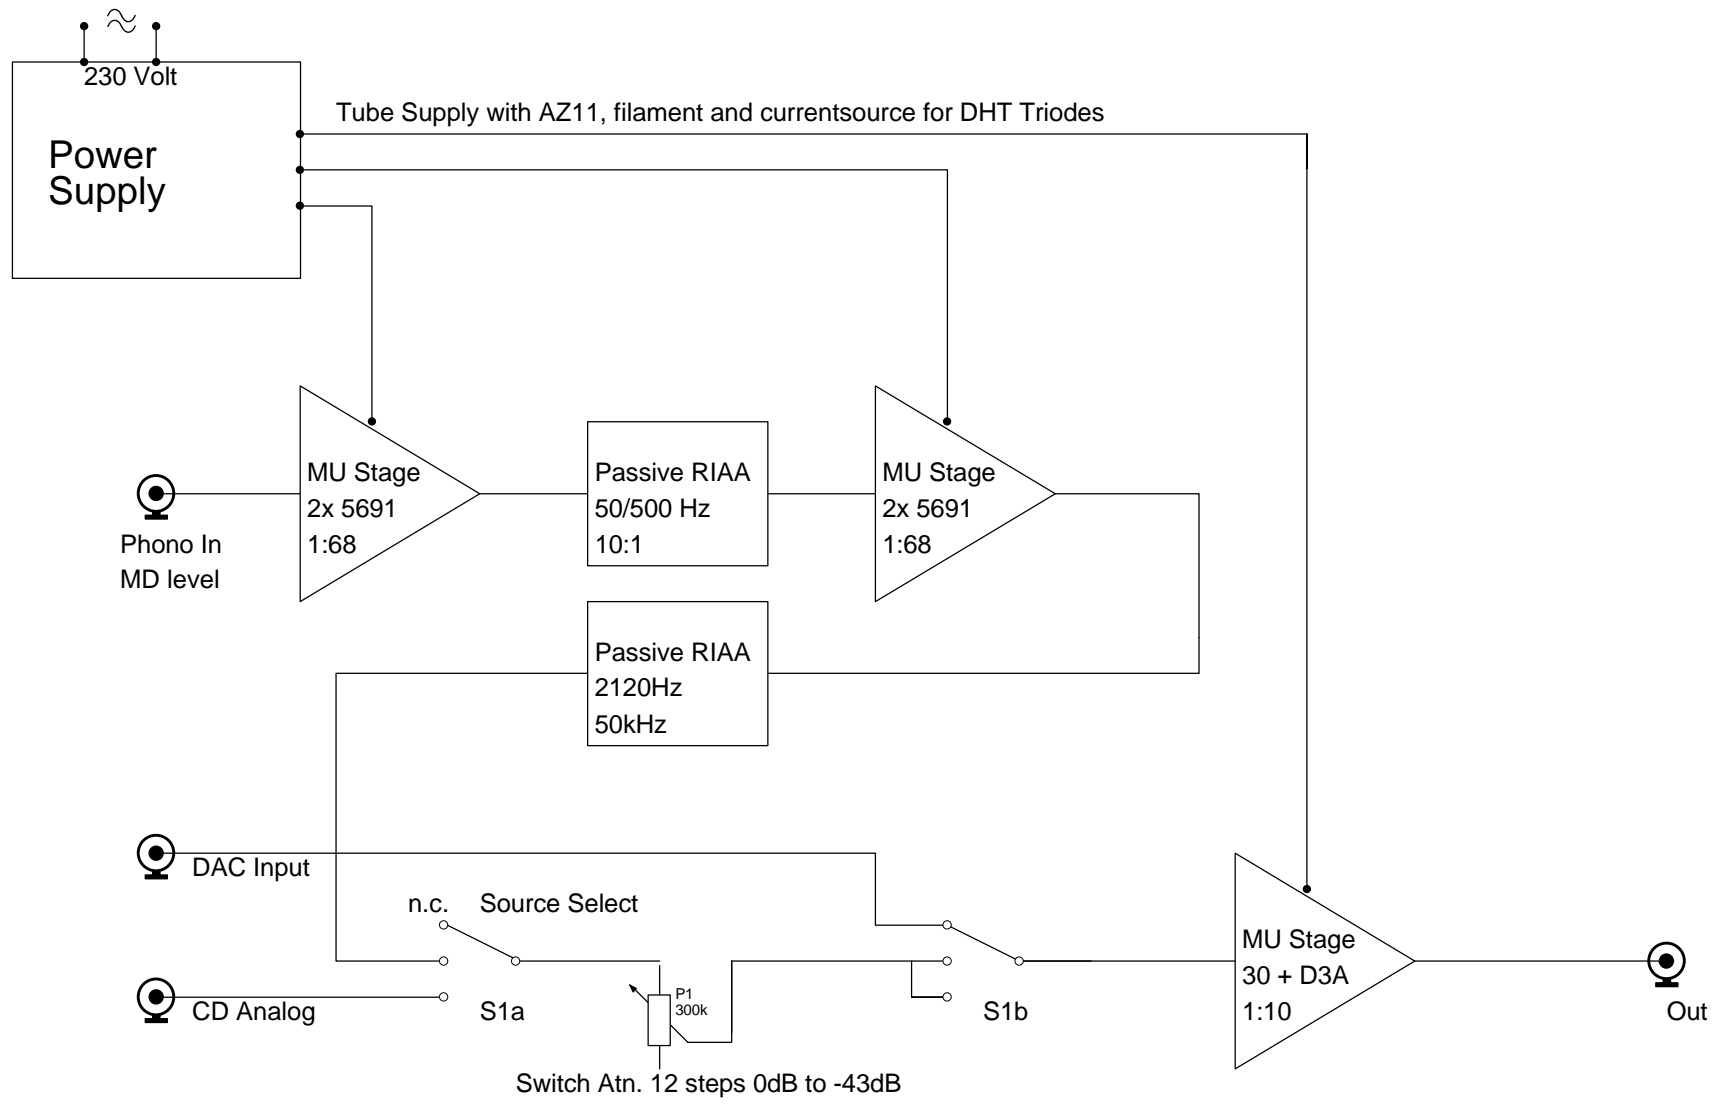 230 Volt
Tube Supply with AZ11, filament and currentsource for DHT Triodes
Power
Supply
MU Stage
2x 5691
1:68
Passive RIAA
50/500 Hz
10:1
MU Stage
2x 5691
1:68
Phono In
MD level
Passive RIAA
2120Hz
50kHz
DAC Input
n.c.
Source Select
CD Analog
S1a
P1
300k
S1b
MU Stage
30 + D3A
1:10
Out
Switch Atn. 12 steps 0dB to -43dB